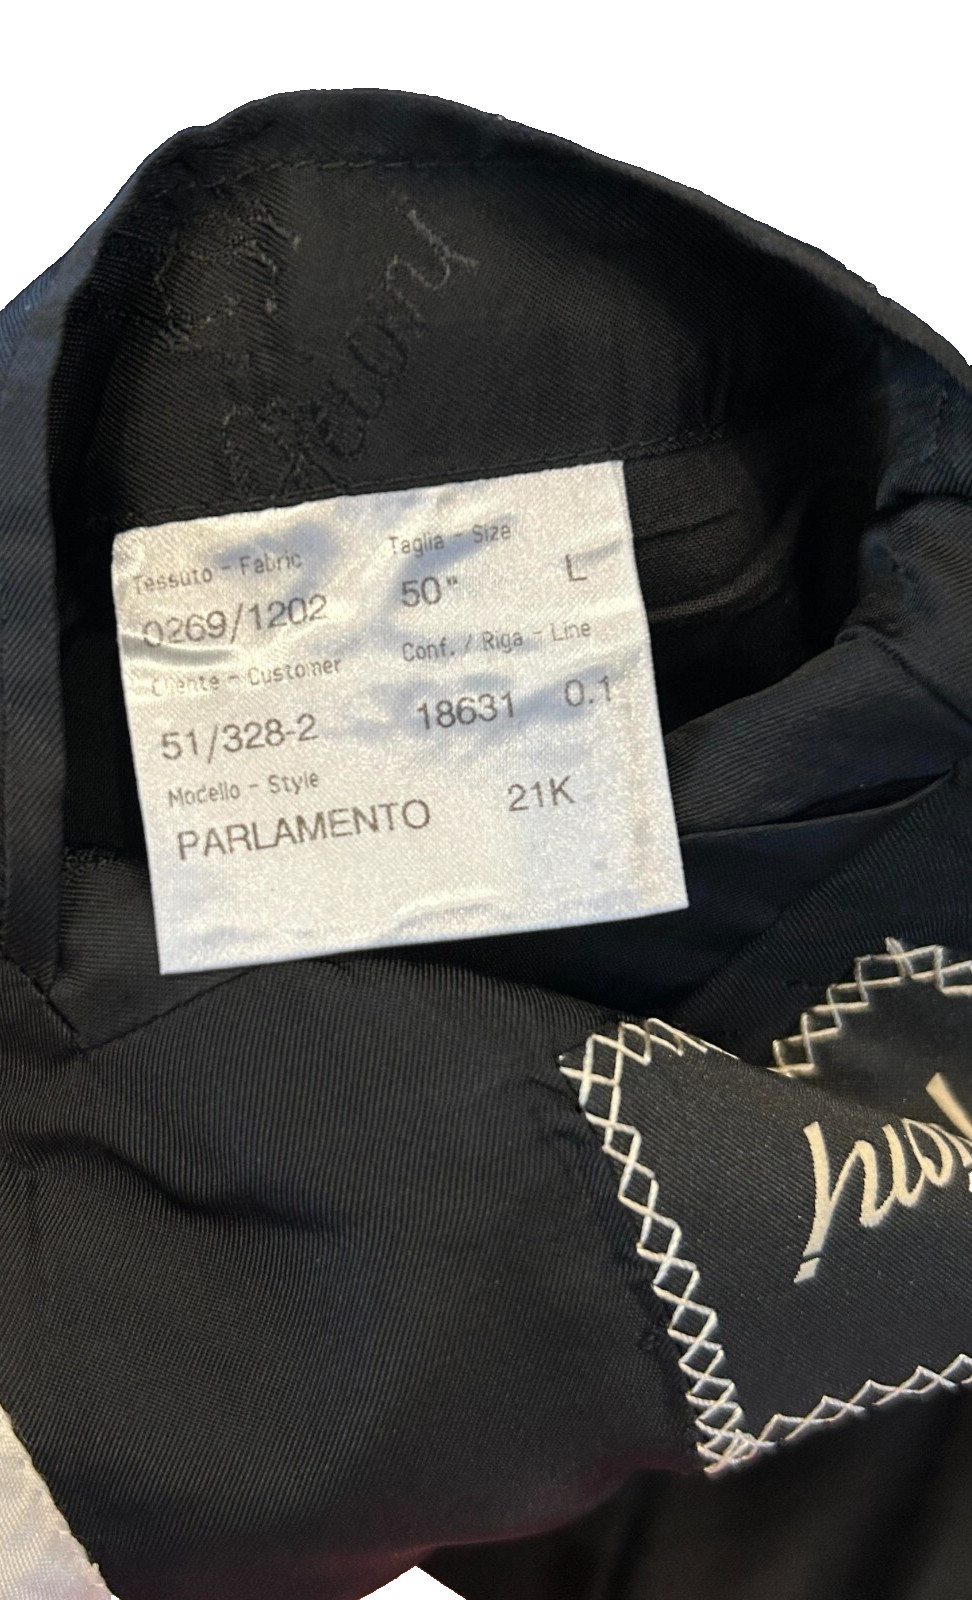 Brioni
Tessuto - Fabric Taglia - Size
0269/1202 50" L
Cliente - Customer Conf. / Riga - Line
51/328-2 18631 0.1
Modello - Style
PARLAMENTO 21K